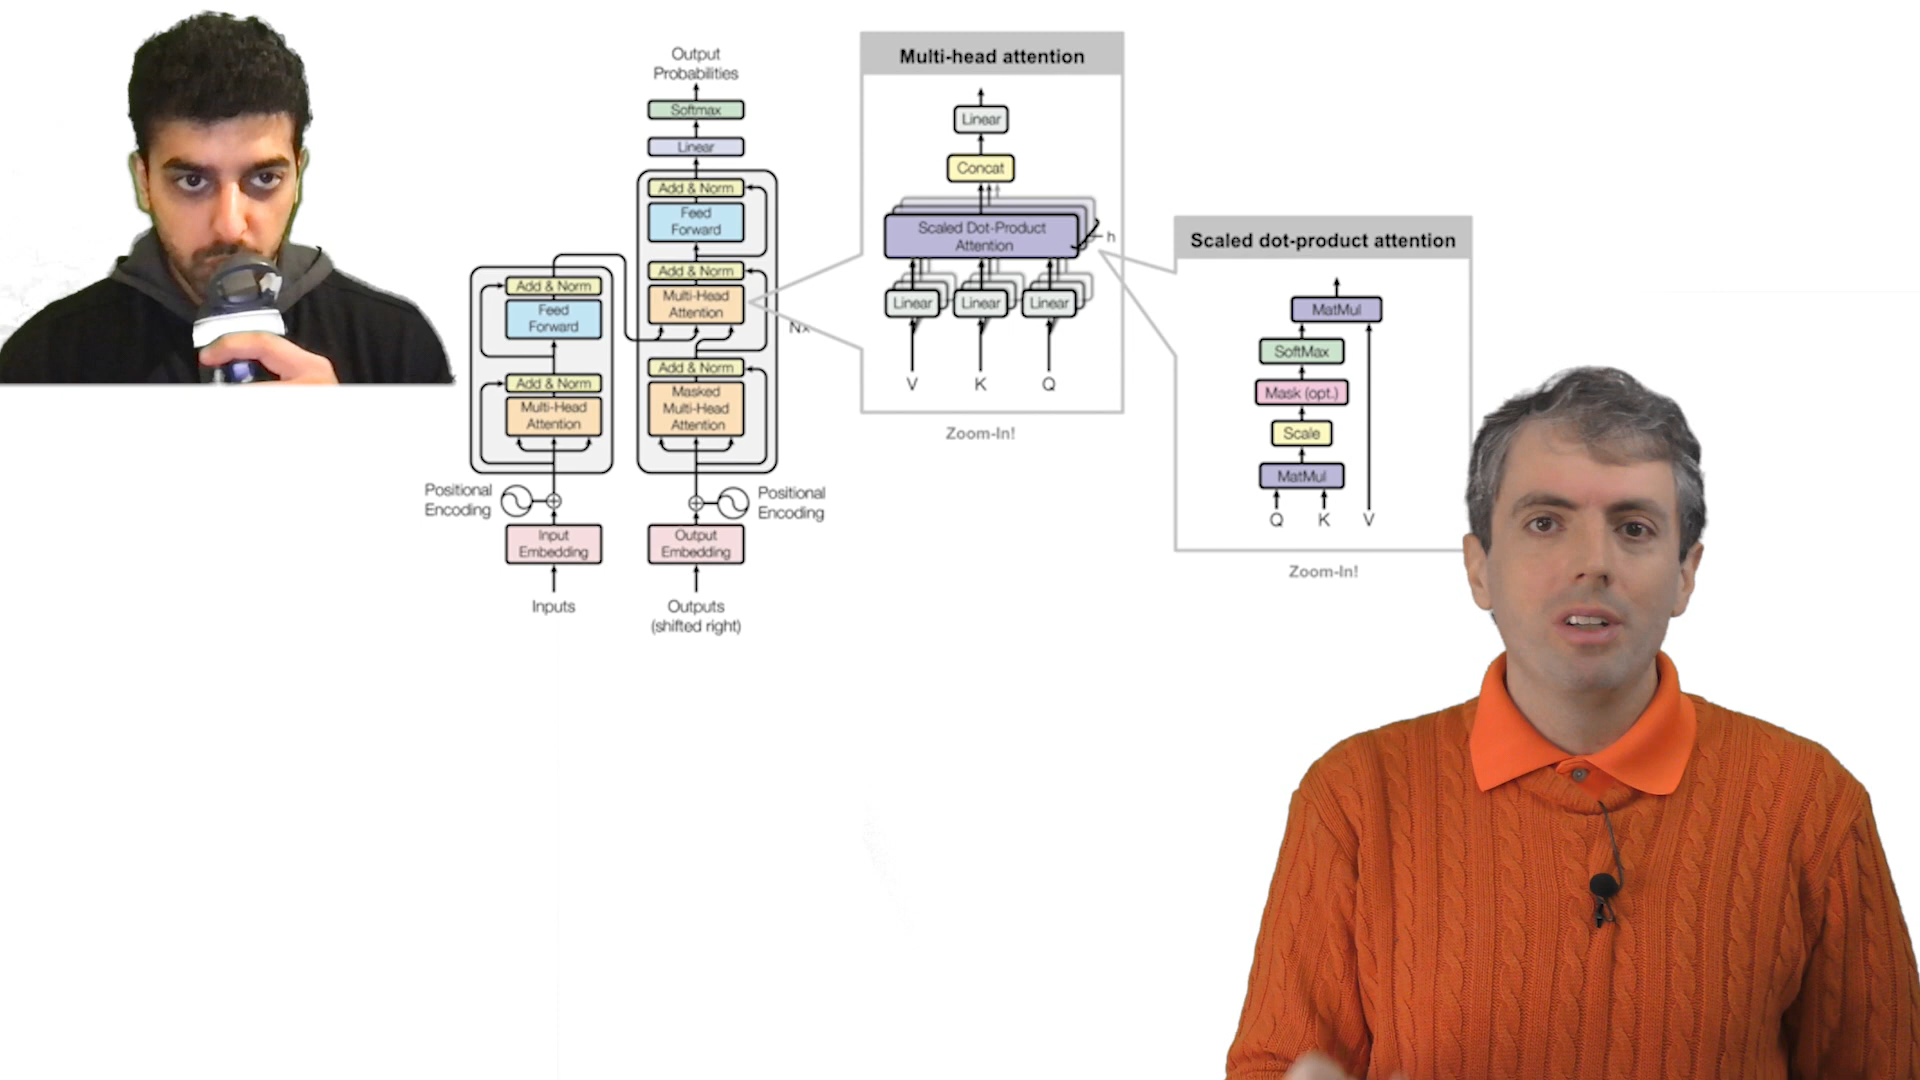 Output
Probabilities
Softmax
Linear
Add & Norm
Feed
Forward
Add & Norm
Multi-Head
Attention
Nx
Add & Norm
Masked
Multi-Head
Attention
Positional
Encoding
Output
Embedding
Outputs
(shifted right)
Add & Norm
Feed
Forward
Add & Norm
Multi-Head
Attention
Positional
Encoding
Input
Embedding
Inputs
Multi-head attention
Linear
Concat
Scaled Dot-Product
Attention
h
Linear Linear Linear
V K Q
Zoom-In!
Scaled dot-product attention
MatMul
SoftMax
Mask (opt.)
Scale
MatMul
Q K V
Zoom-In!